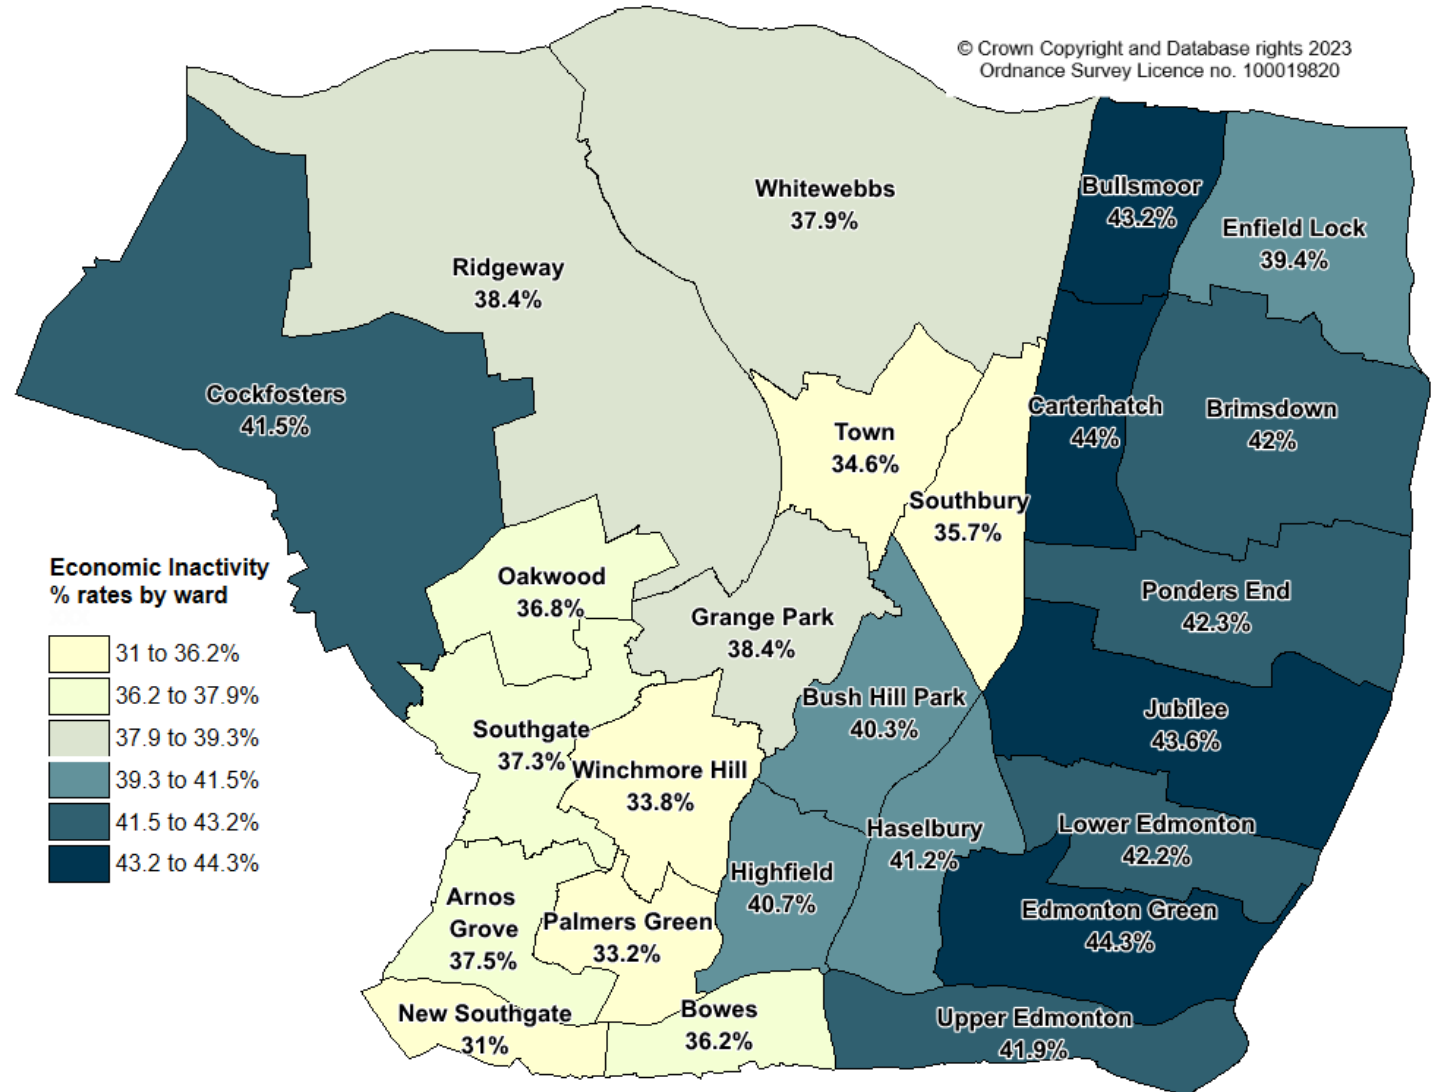 © Crown Copyright and Database rights 2023
Ordnance Survey Licence no. 100019820
Whitewebbs
37.9%
Bullsmoor
43.2%
Enfield Lock
39.4%
Ridgeway
38.4%
Cockfosters
41.5%
Carterhatch
44%
Brimsdown
42%
Town
34.6%
Southbury
35.7%
Economic Inactivity
% rates by ward
31 to 36.2%
36.2 to 37.9%
37.9 to 39.3%
39.3 to 41.5%
41.5 to 43.2%
43.2 to 44.3%
Oakwood
36.8%
Ponders End
42.3%
Grange Park
38.4%
Bush Hill Park
40.3%
Jubilee
43.6%
Southgate
37.3%
Winchmore Hill
33.8%
Haselbury
41.2%
Lower Edmonton
42.2%
Highfield
40.7%
Arnos
Grove
37.5%
Palmers Green
33.2%
Edmonton Green
44.3%
New Southgate
31%
Bowes
36.2%
Upper Edmonton
41.9%